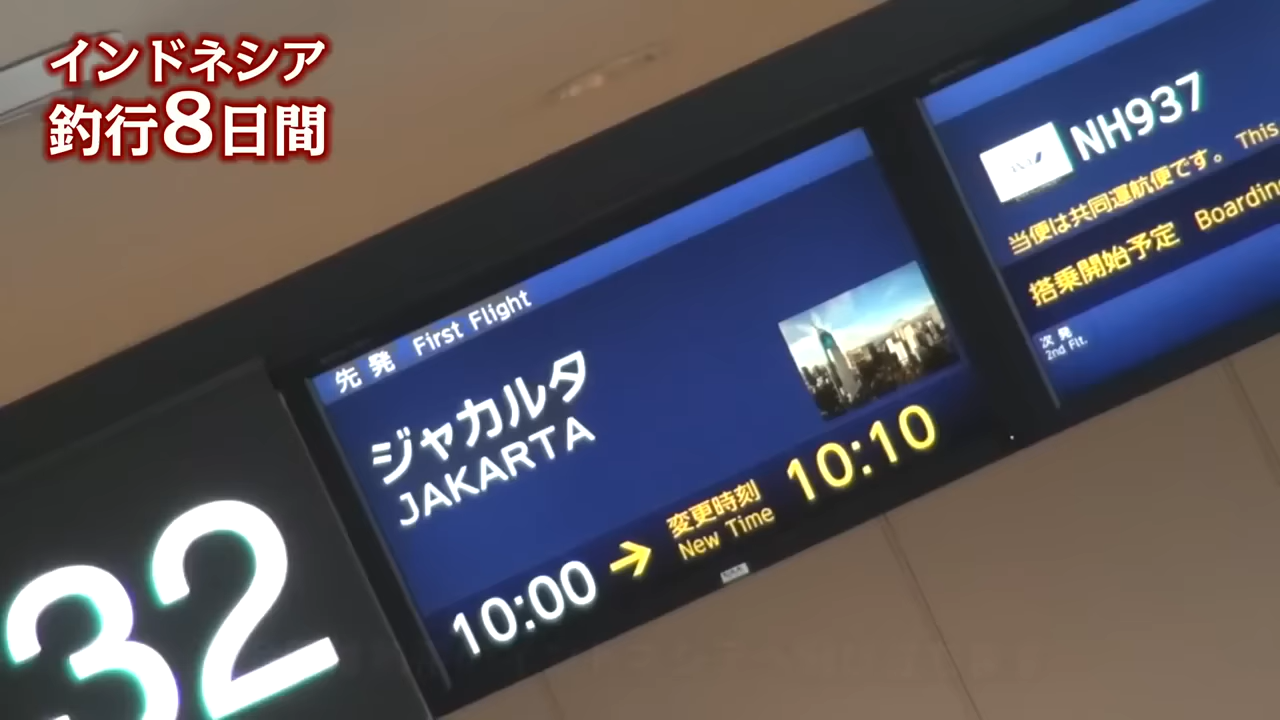 インドネシア
釣行8日間
32
先発 First Flight
ジャカルタ
JAKARTA
10:00 → 変更時刻 New Time 10:10
NH937
当便は共同運航便です。 This
搭乗開始予定 Boarding
次発
2nd Flt.